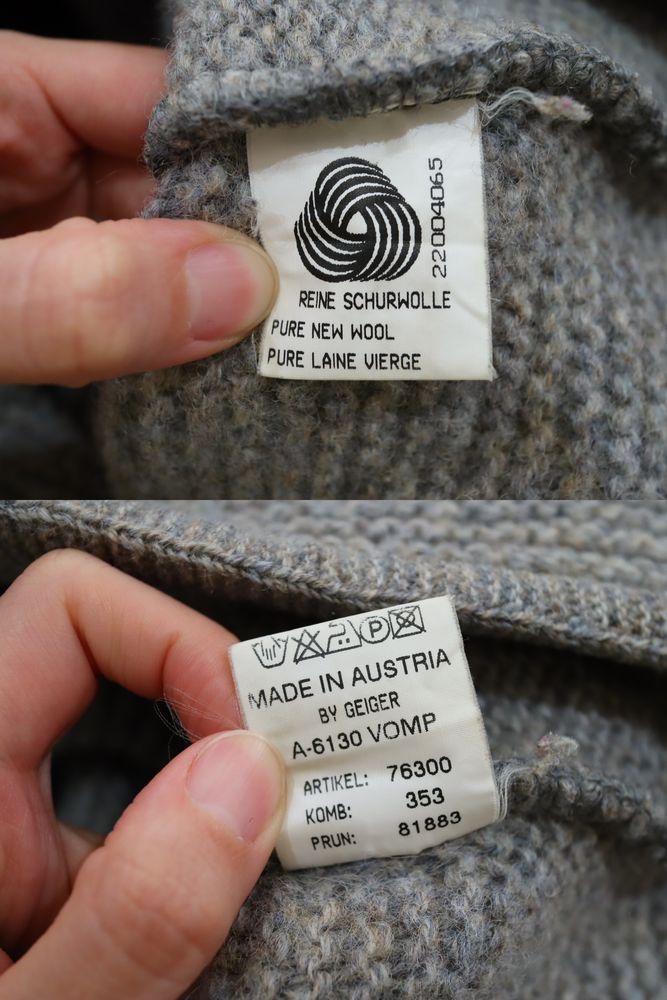 22004065
REINE SCHURWOLLE
PURE NEW WOOL
PURE LAINE VIERGE
P
MADE IN AUSTRIA
BY GEIGER
A-6130 VOMP
ARTIKEL: 76300
KOMB: 353
PRUN: 81883